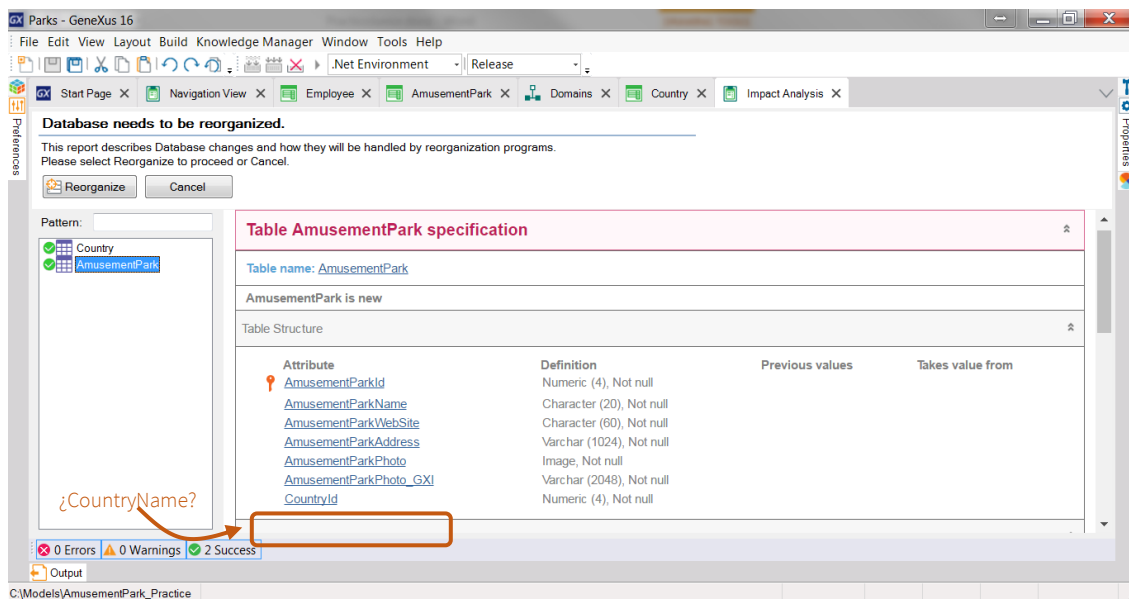 GX Parks - GeneXus 16
File Edit View Layout Build Knowledge Manager Window Tools Help
.Net Environment Release
GX Start Page Navigation View Employee AmusementPark Domains Country Impact Analysis
Preferences
Properties
Database needs to be reorganized.
This report describes Database changes and how they will be handled by reorganization programs.
Please select Reorganize to proceed or Cancel.
Reorganize Cancel
Pattern:
Country
AmusementPark
Table AmusementPark specification
Table name: AmusementPark
AmusementPark is new
Table Structure
Attribute Definition Previous values Takes value from
AmusementParkId Numeric (4), Not null
AmusementParkName Character (20), Not null
AmusementParkWebSite Character (60), Not null
AmusementParkAddress Varchar (1024), Not null
AmusementParkPhoto Image, Not null
AmusementParkPhoto_GXI Varchar (2048), Not null
CountryId Numeric (4), Not null
¿CountryName?
0 Errors 0 Warnings 2 Success
Output
C:\Models\AmusementPark_Practice